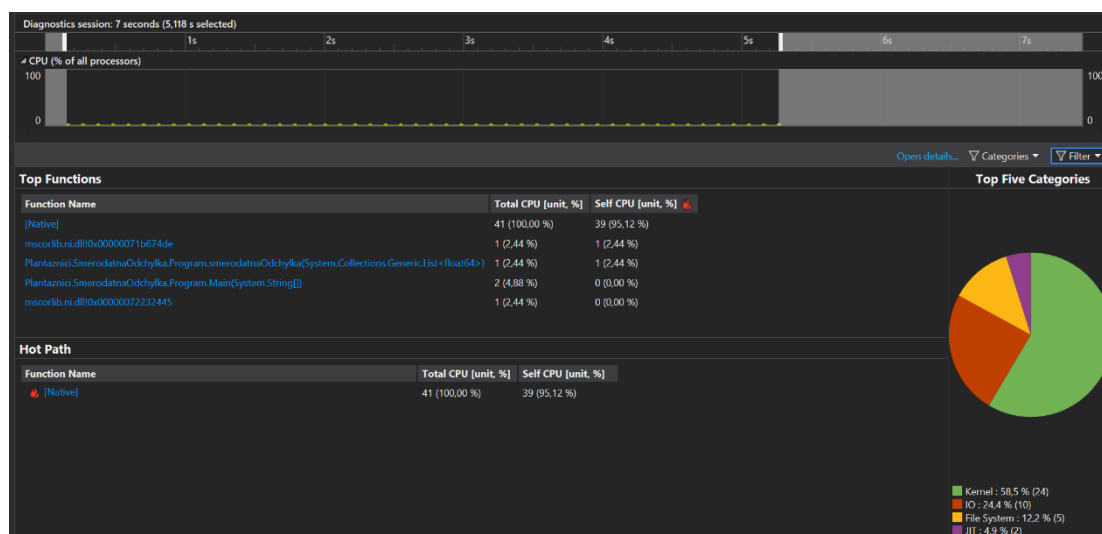 Diagnostics session: 7 seconds (5,118 s selected)
1s 2s 3s 4s 5s 6s 7s
CPU (% of all processors)
100 100
0 0
Open details... Categories Filter
Top Functions
Function Name Total CPU [unit, %] Self CPU [unit, %]
[Native] 41 (100,00 %) 39 (95,12 %)
mscorlib.ni.dll!0x00000071b674de 1 (2,44 %) 1 (2,44 %)
Plantaznici.SmerodatnaOdchylka.Program.smerodatnaOdchylka(System.Collections.Generic.List<float64>) 1 (2,44 %) 1 (2,44 %)
Plantaznici.SmerodatnaOdchylka.Program.Main(System.String[]) 2 (4,88 %) 0 (0,00 %)
mscorlib.ni.dll!0x00000072232445 1 (2,44 %) 0 (0,00 %)
Hot Path
Function Name Total CPU [unit, %] Self CPU [unit, %]
[Native] 41 (100,00 %) 39 (95,12 %)
Top Five Categories
Kernel : 58,5 % (24)
IO : 24,4 % (10)
File System : 12,2 % (5)
JIT : 4,9 % (2)